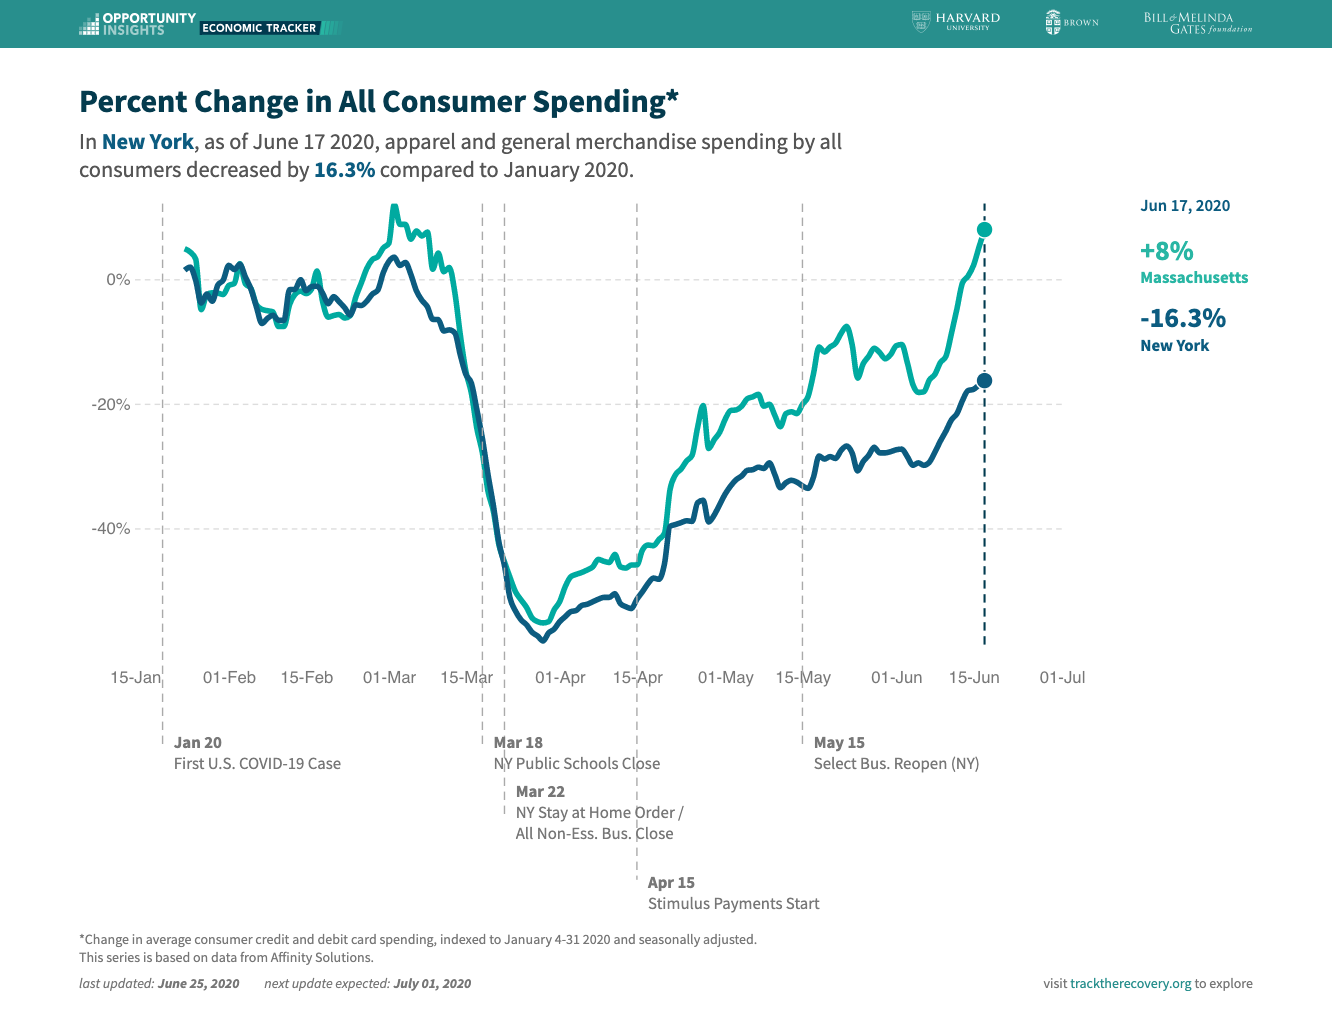 OPPORTUNITY
INSIGHTS
ECONOMIC TRACKER
HARVARD
UNIVERSITY
BROWN
BILL & MELINDA
GATES foundation
Percent Change in All Consumer Spending*
In New York, as of June 17 2020, apparel and general merchandise spending by all
consumers decreased by 16.3% compared to January 2020.
Jun 17, 2020
+8%
Massachusetts
-16.3%
New York
0%
-20%
-40%
15-Jan 01-Feb 15-Feb 01-Mar 15-Mar 01-Apr 15-Apr 01-May 15-May 01-Jun 15-Jun 01-Jul
Jan 20
First U.S. COVID-19 Case
Mar 18
NY Public Schools Close
Mar 22
NY Stay at Home Order /
All Non-Ess. Bus. Close
Apr 15
Stimulus Payments Start
May 15
Select Bus. Reopen (NY)
*Change in average consumer credit and debit card spending, indexed to January 4-31 2020 and seasonally adjusted.
This series is based on data from Affinity Solutions.
last updated: June 25, 2020 next update expected: July 01, 2020
visit tracktherecovery.org to explore